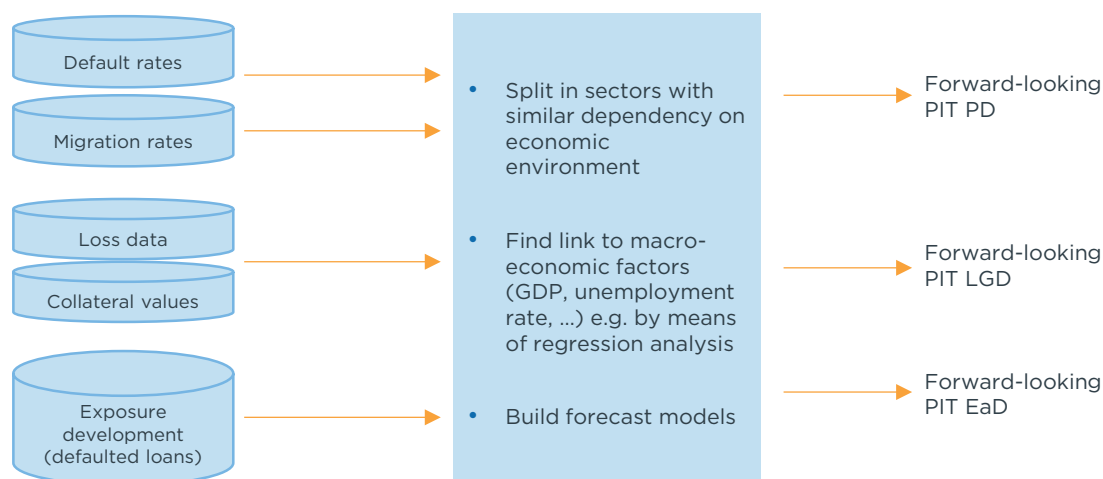 Default rates
Migration rates
Loss data
Collateral values
Exposure
development
(defaulted loans)
• Split in sectors with
similar dependency on
economic
environment
• Find link to macro-
economic factors
(GDP, unemployment
rate, ...) e.g. by means
of regression analysis
• Build forecast models
Forward-looking
PIT PD
Forward-looking
PIT LGD
Forward-looking
PIT EaD